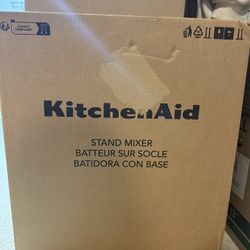 KitchenAid
STAND MIXER
BATTEUR SUR SOCLE
BATIDORA CON BASE